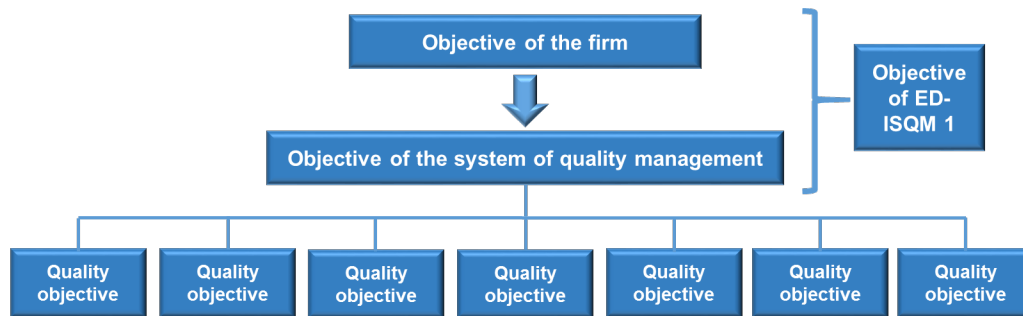 Objective of the firm
Objective
of ED-
ISQM 1
Objective of the system of quality management
Quality
objective
Quality
objective
Quality
objective
Quality
objective
Quality
objective
Quality
objective
Quality
objective